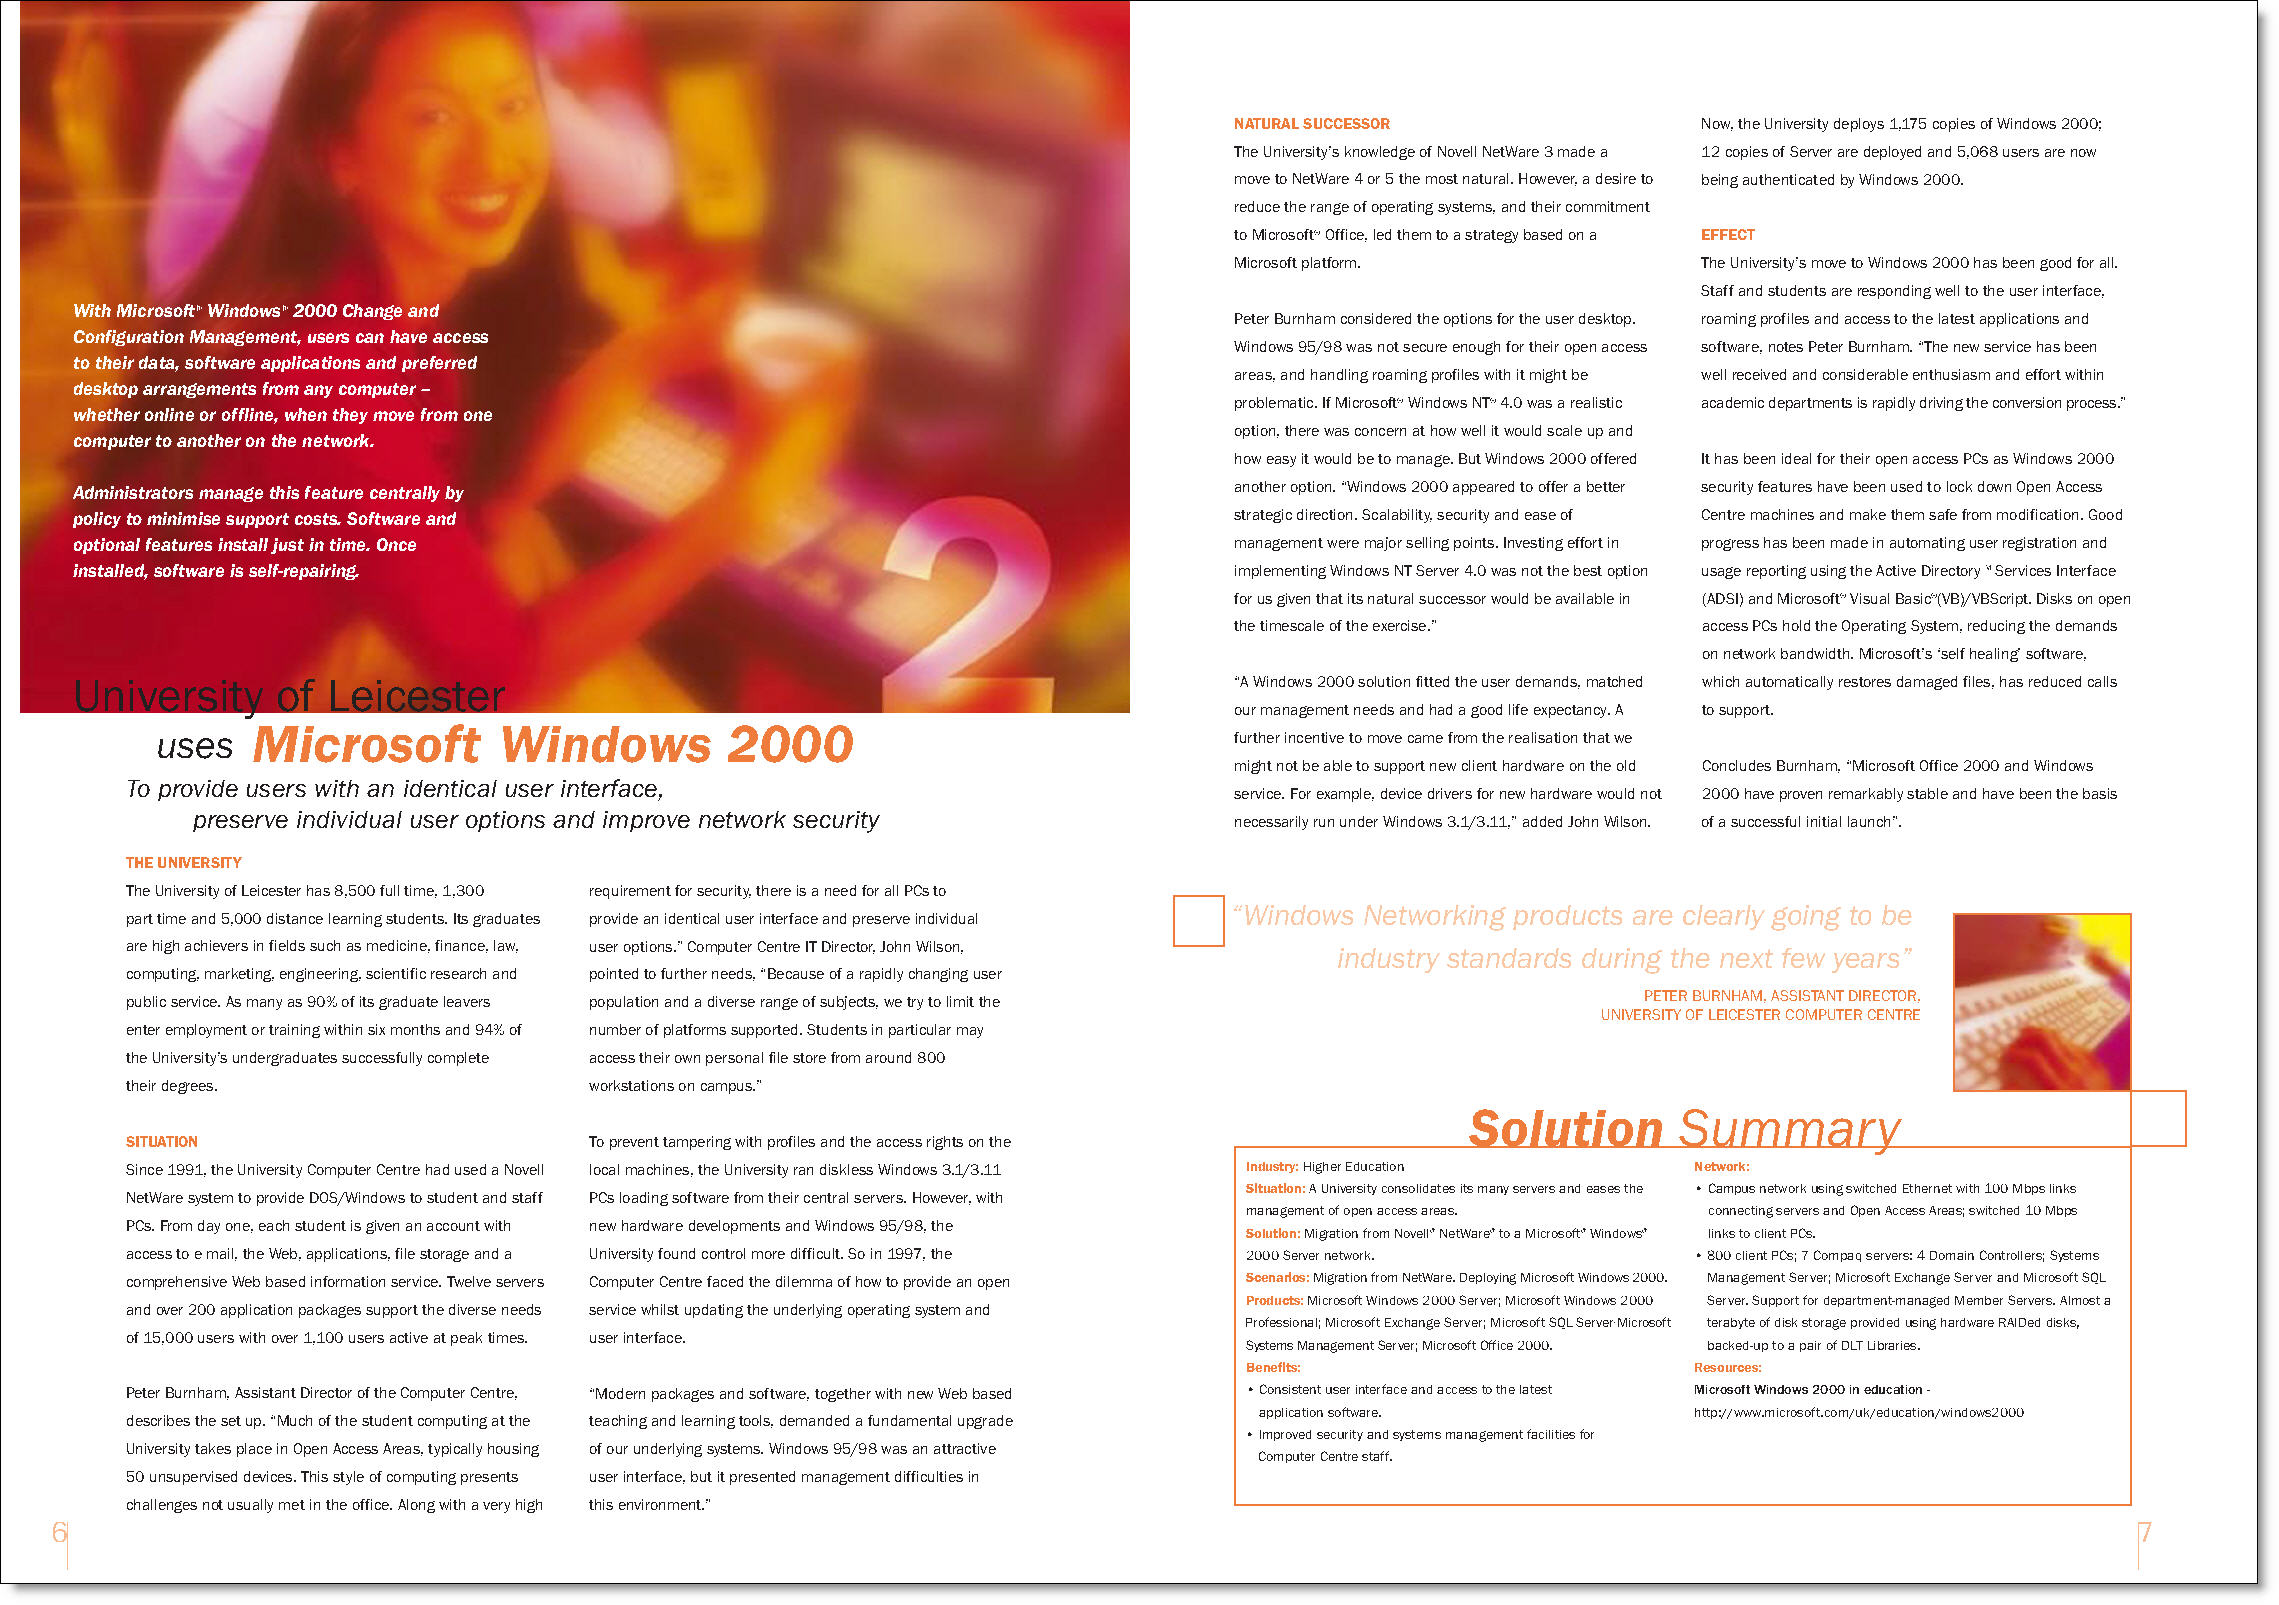 With Microsoft™ Windows™ 2000 Change and
Configuration Management, users can have access
to their data, software applications and preferred
desktop arrangements from any computer –
whether online or offline, when they move from one
computer to another on the network.
Administrators manage this feature centrally by
policy to minimise support costs. Software and
optional features install just in time. Once
installed, software is self-repairing.
2
University of Leicester
uses Microsoft Windows 2000
To provide users with an identical user interface,
preserve individual user options and improve network security
THE UNIVERSITY
The University of Leicester has 8,500 full time, 1,300
part time and 5,000 distance learning students. Its graduates
are high achievers in fields such as medicine, finance, law,
computing, marketing, engineering, scientific research and
public service. As many as 90% of its graduate leavers
enter employment or training within six months and 94% of
the University's undergraduates successfully complete
their degrees.
SITUATION
Since 1991, the University Computer Centre had used a Novell
NetWare system to provide DOS/Windows to student and staff
PCs. From day one, each student is given an account with
access to e mail, the Web, applications, file storage and a
comprehensive Web based information service. Twelve servers
and over 200 application packages support the diverse needs
of 15,000 users with over 1,100 users active at peak times.
Peter Burnham, Assistant Director of the Computer Centre,
describes the set up. “Much of the student computing at the
University takes place in Open Access Areas, typically housing
50 unsupervised devices. This style of computing presents
challenges not usually met in the office. Along with a very high
requirement for security, there is a need for all PCs to
provide an identical user interface and preserve individual
user options.” Computer Centre IT Director, John Wilson,
pointed to further needs, “Because of a rapidly changing user
population and a diverse range of subjects, we try to limit the
number of platforms supported. Students in particular may
access their own personal file store from around 800
workstations on campus.”
To prevent tampering with profiles and the access rights on the
local machines, the University ran diskless Windows 3.1/3.11
PCs loading software from their central servers. However, with
new hardware developments and Windows 95/98, the
University found control more difficult. So in 1997, the
Computer Centre faced the dilemma of how to provide an open
service whilst updating the underlying operating system and
user interface.
“Modern packages and software, together with new Web based
teaching and learning tools, demanded a fundamental upgrade
of our underlying systems. Windows 95/98 was an attractive
user interface, but it presented management difficulties in
this environment.”
6
NATURAL SUCCESSOR
The University's knowledge of Novell NetWare 3 made a
move to NetWare 4 or 5 the most natural. However, a desire to
reduce the range of operating systems, and their commitment
to Microsoft® Office, led them to a strategy based on a
Microsoft platform.
Peter Burnham considered the options for the user desktop.
Windows 95/98 was not secure enough for their open access
areas, and handling roaming profiles with it might be
problematic. If Microsoft® Windows NT® 4.0 was a realistic
option, there was concern at how well it would scale up and
how easy it would be to manage. But Windows 2000 offered
another option. “Windows 2000 appeared to offer a better
strategic direction. Scalability, security and ease of
management were major selling points. Investing effort in
implementing Windows NT Server 4.0 was not the best option
for us given that its natural successor would be available in
the timescale of the exercise.”
“A Windows 2000 solution fitted the user demands, matched
our management needs and had a good life expectancy. A
further incentive to move came from the realisation that we
might not be able to support new client hardware on the old
service. For example, device drivers for new hardware would not
necessarily run under Windows 3.1/3.11,” added John Wilson.
Now, the University deploys 1,175 copies of Windows 2000;
12 copies of Server are deployed and 5,068 users are now
being authenticated by Windows 2000.
EFFECT
The University's move to Windows 2000 has been good for all.
Staff and students are responding well to the user interface,
roaming profiles and access to the latest applications and
software, notes Peter Burnham. “The new service has been
well received and considerable enthusiasm and effort within
academic departments is rapidly driving the conversion process.”
It has been ideal for their open access PCs as Windows 2000
security features have been used to lock down Open Access
Centre machines and make them safe from modification. Good
progress has been made in automating user registration and
usage reporting using the Active Directory ™ Services Interface
(ADSI) and Microsoft® Visual Basic®(VB)/VBScript. Disks on open
access PCs hold the Operating System, reducing the demands
on network bandwidth. Microsoft's ‘self healing’ software,
which automatically restores damaged files, has reduced calls
to support.
Concludes Burnham, “Microsoft Office 2000 and Windows
2000 have proven remarkably stable and have been the basis
of a successful initial launch”.
“Windows Networking products are clearly going to be
industry standards during the next few years”
PETER BURNHAM, ASSISTANT DIRECTOR,
UNIVERSITY OF LEICESTER COMPUTER CENTRE
Solution Summary
Industry: Higher Education
Situation: A University consolidates its many servers and eases the
management of open access areas.
Solution: Migration from Novell® NetWare® to a Microsoft® Windows®
2000 Server network.
Scenarios: Migration from NetWare. Deploying Microsoft Windows 2000.
Products: Microsoft Windows 2000 Server; Microsoft Windows 2000
Professional; Microsoft Exchange Server; Microsoft SQL Server Microsoft
Systems Management Server; Microsoft Office 2000.
Benefits:
• Consistent user interface and access to the latest
application software.
• Improved security and systems management facilities for
Computer Centre staff.
Network:
• Campus network using switched Ethernet with 100 Mbps links
connecting servers and Open Access Areas; switched 10 Mbps
links to client PCs.
• 800 client PCs; 7 Compaq servers: 4 Domain Controllers; Systems
Management Server; Microsoft Exchange Server and Microsoft SQL
Server. Support for department-managed Member Servers. Almost a
terabyte of disk storage provided using hardware RAIDed disks,
backed-up to a pair of DLT Libraries.
Resources:
Microsoft Windows 2000 in education -
http://www.microsoft.com/uk/education/windows2000
7